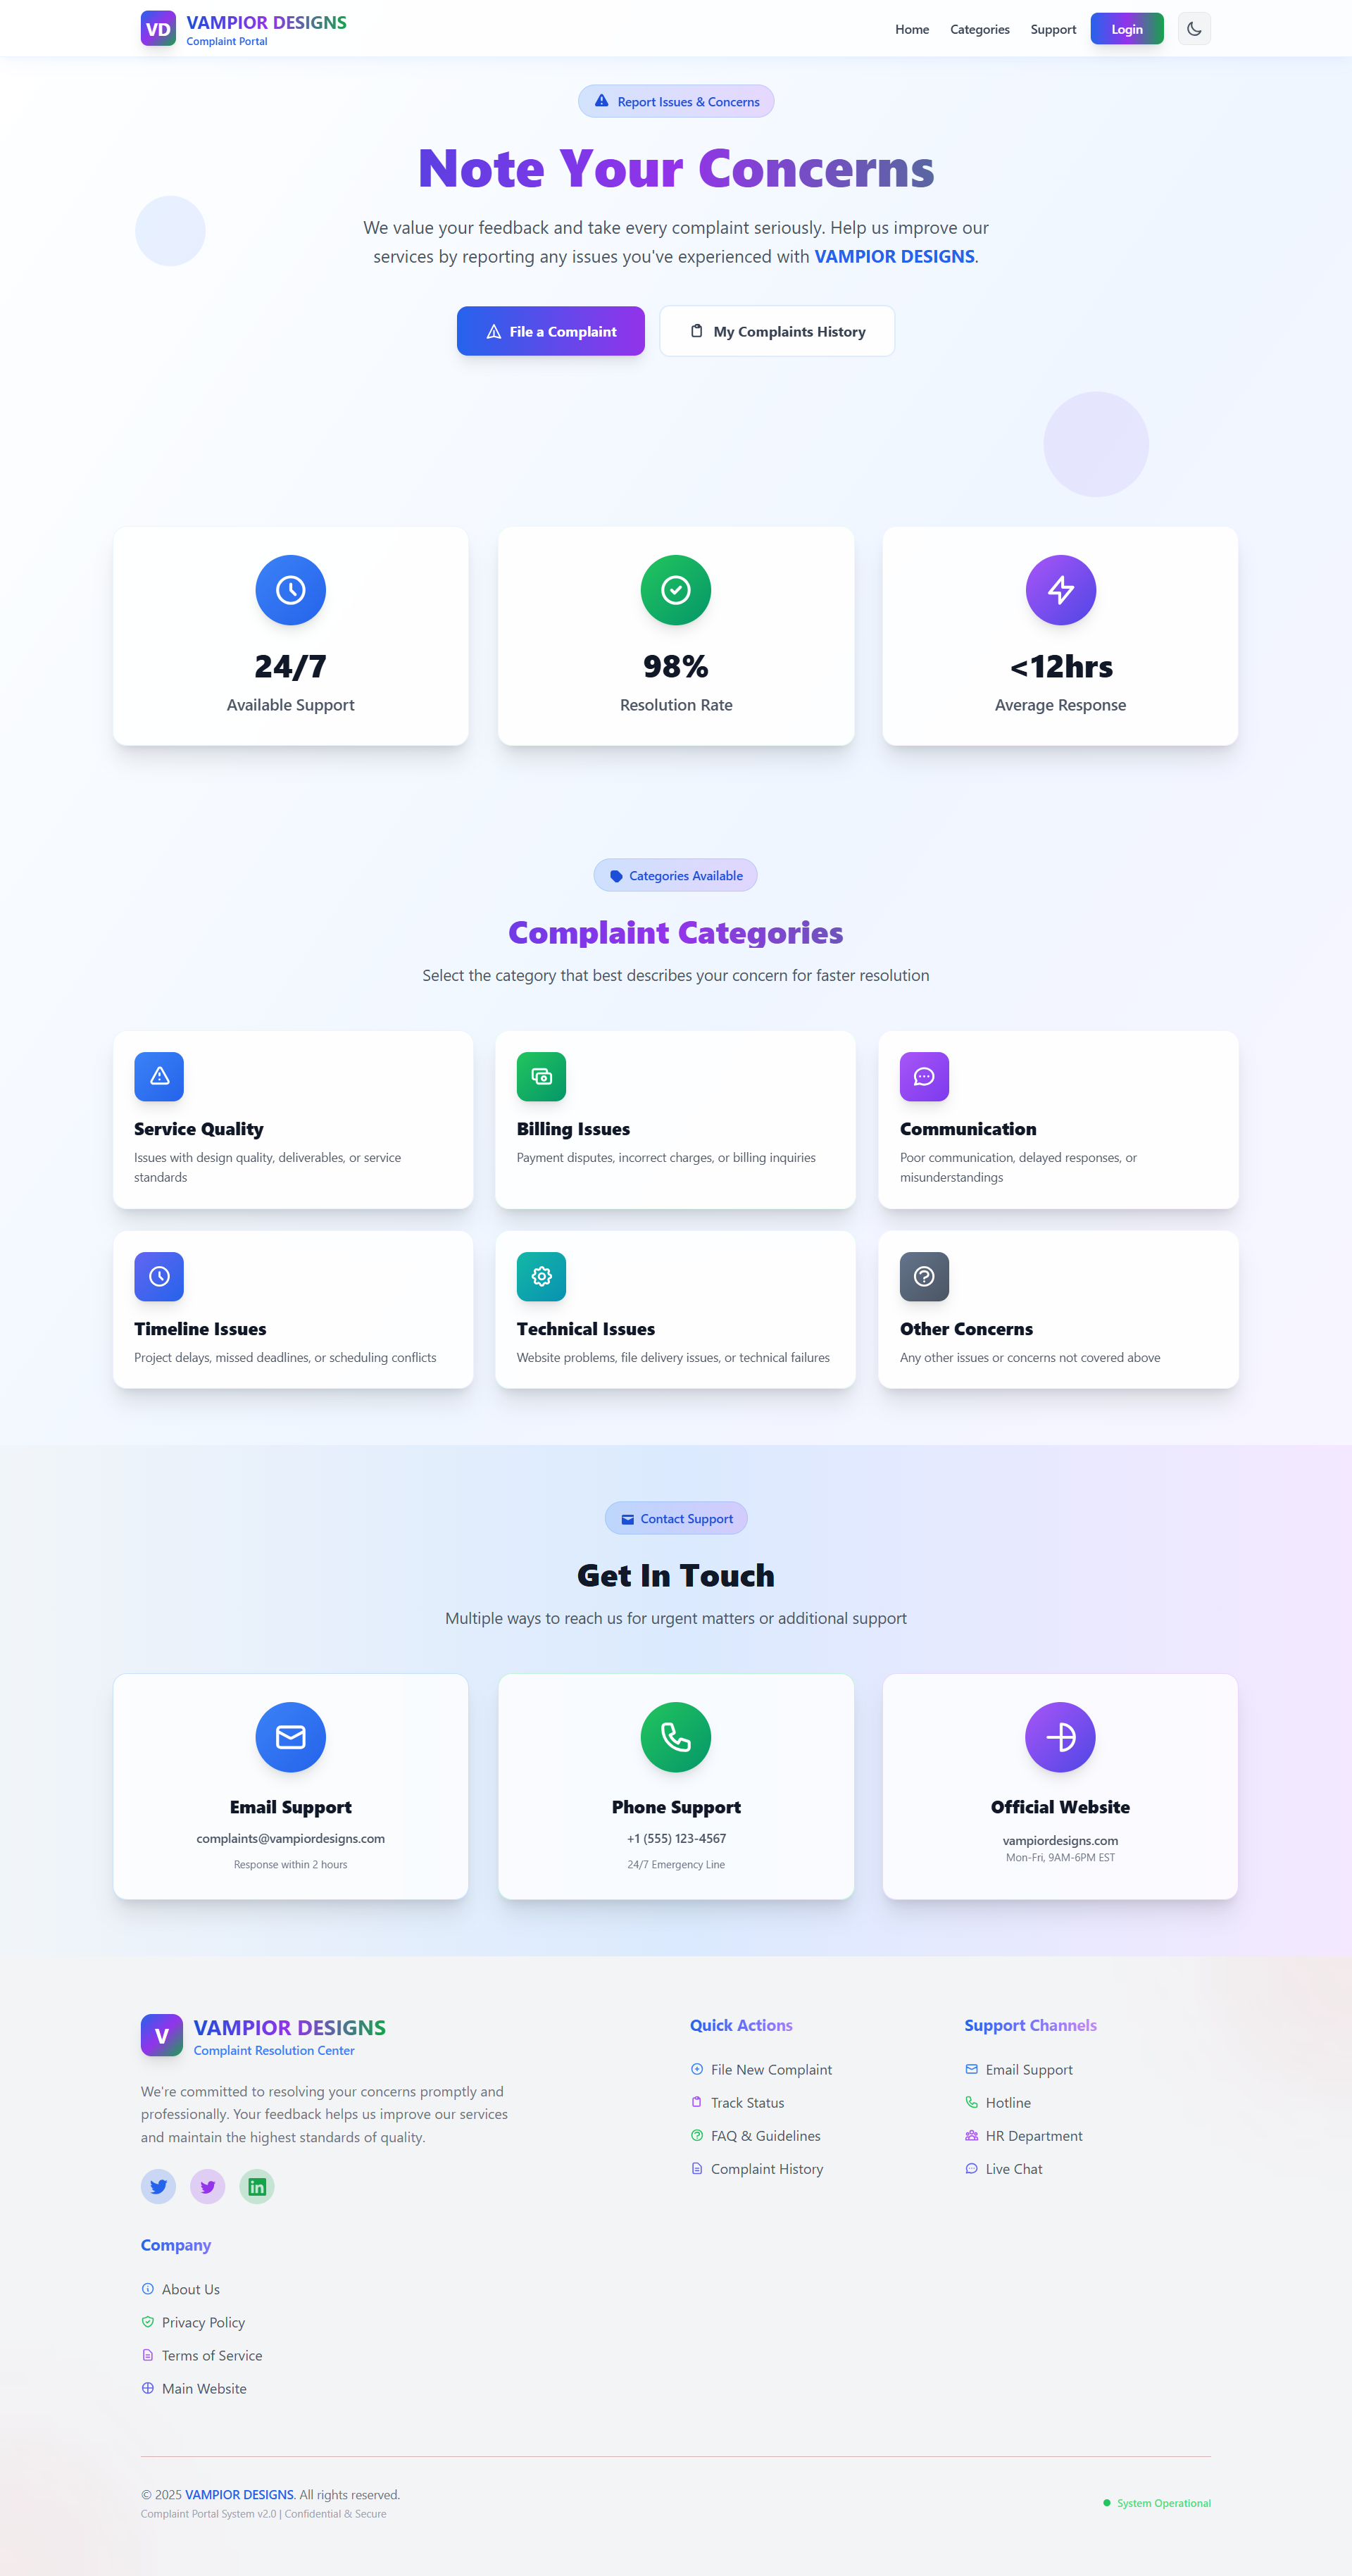 VD
VAMPIOR DESIGNS
Complaint Portal
Home
Categories
Support
Login
Report Issues & Concerns
Note Your Concerns
We value your feedback and take every complaint seriously. Help us improve our
services by reporting any issues you've experienced with VAMPIOR DESIGNS.
File a Complaint
My Complaints History
24/7
Available Support
98%
Resolution Rate
<12hrs
Average Response
Categories Available
Complaint Categories
Select the category that best describes your concern for faster resolution
Service Quality
Issues with design quality, deliverables, or service
standards
Billing Issues
Payment disputes, incorrect charges, or billing inquiries
Communication
Poor communication, delayed responses, or
misunderstandings
Timeline Issues
Project delays, missed deadlines, or scheduling conflicts
Technical Issues
Website problems, file delivery issues, or technical failures
Other Concerns
Any other issues or concerns not covered above
Contact Support
Get In Touch
Multiple ways to reach us for urgent matters or additional support
Email Support
complaints@vampiordesigns.com
Response within 2 hours
Phone Support
+1 (555) 123-4567
24/7 Emergency Line
Official Website
vampiordesigns.com
Mon-Fri, 9AM-6PM EST
V
VAMPIOR DESIGNS
Complaint Resolution Center
We're committed to resolving your concerns promptly and
professionally. Your feedback helps us improve our services
and maintain the highest standards of quality.
Quick Actions
File New Complaint
Track Status
FAQ & Guidelines
Complaint History
Support Channels
Email Support
Hotline
HR Department
Live Chat
Company
About Us
Privacy Policy
Terms of Service
Main Website
© 2025 VAMPIOR DESIGNS. All rights reserved.
Complaint Portal System v2.0 | Confidential & Secure
System Operational